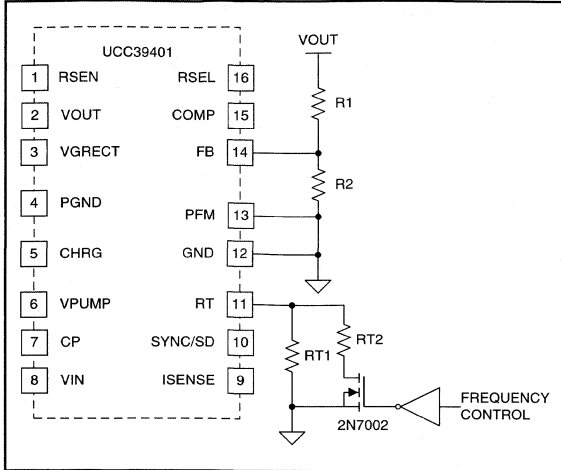 VOUT
UCC39401
1 RSEN RSEL 16
R1
2 VOUT COMP 15
3 VGRECT FB 14
R2
4 PGND PFM 13
5 CHRG GND 12
6 VPUMP RT 11
RT1 RT2
7 CP SYNC/SD 10
8 VIN ISENSE 9
FREQUENCY
CONTROL
2N7002